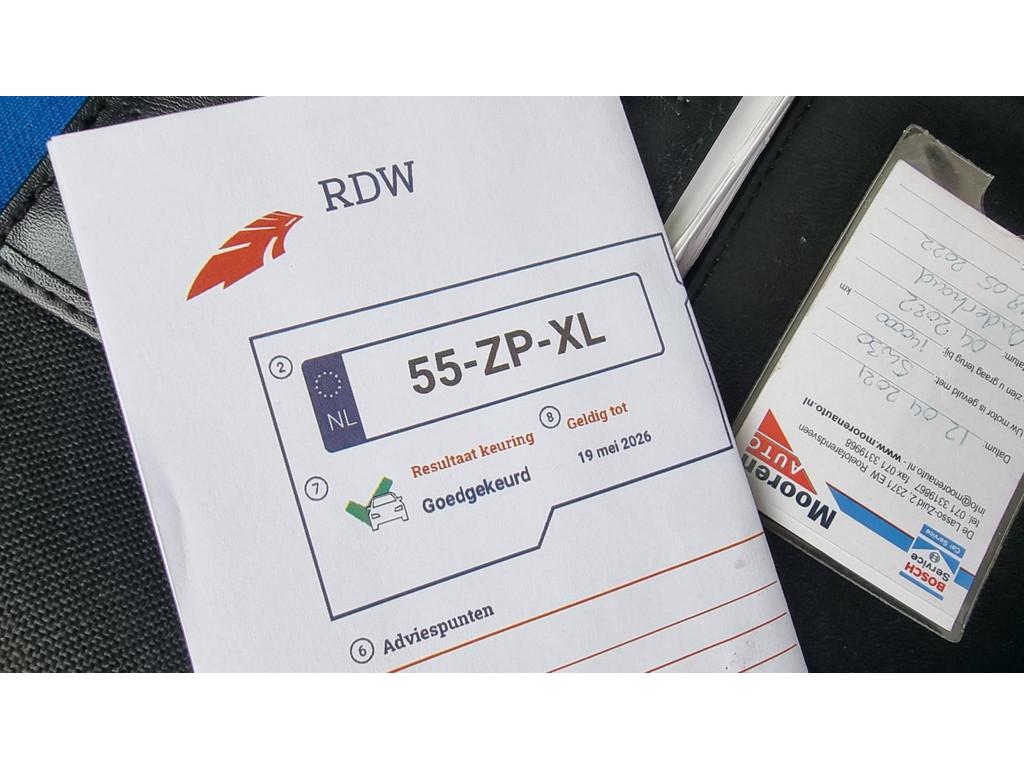 RDW
2
NL
55-ZP-XL
7
Resultaat keuring
Goedgekeurd
8
Geldig tot
19 mei 2026
6 Adviespunten
BOSCH
Service
Car Service
Mooren
AUTO
De Lasso-Zuid 2, 2371 EW Roelofarendsveen
tel. 071 3319867 fax 071 3319968
info@moorenauto.nl - www.moorenauto.nl
Datum: 12 04 2021
Uw motor is gevuld met: 5w30
zien u graag terug bij: 140000 km
04 2022
Onderhoud
05 2022